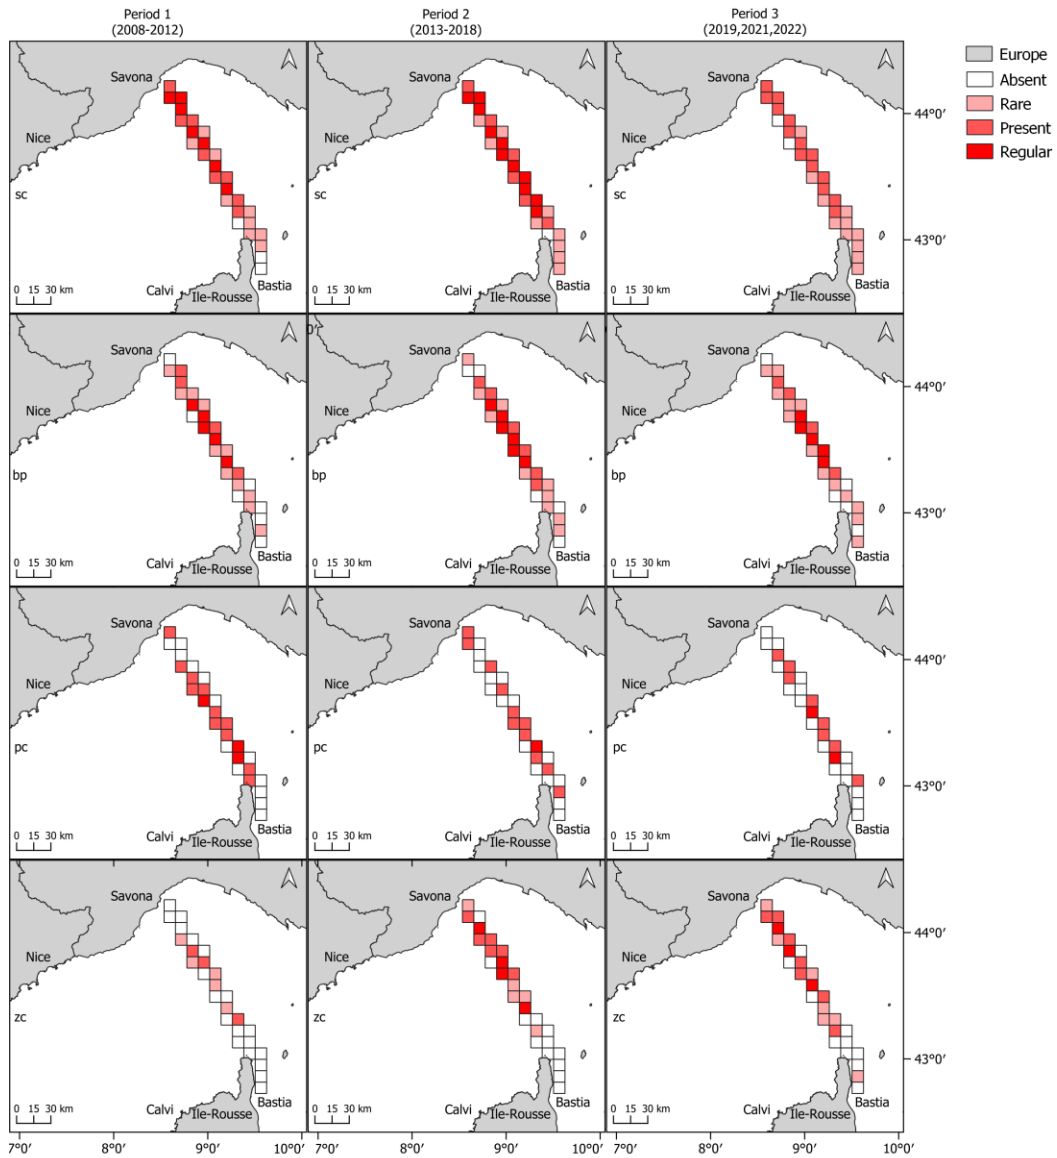 Period 1
(2008-2012)
Period 2
(2013-2018)
Period 3
(2019,2021,2022)
Savona
Nice
sc
0 15 30 km
Calvi
Ile-Rousse
Bastia
Savona
Nice
sc
0 15 30 km
Calvi
Ile-Rousse
Bastia
Savona
Nice
sc
0 15 30 km
Calvi
Ile-Rousse
Bastia
44°0′
43°0′
Europe
Absent
Rare
Present
Regular
Savona
Nice
bp
0 15 30 km
Calvi
Ile-Rousse
Bastia
0′
Savona
Nice
bp
0 15 30 km
Calvi
Ile-Rousse
Bastia
Savona
Nice
bp
0 15 30 km
Calvi
Ile-Rousse
Bastia
44°0′
43°0′
Savona
Nice
pc
0 15 30 km
Calvi
Ile-Rousse
Bastia
Savona
Nice
pc
0 15 30 km
Calvi
Ile-Rousse
Bastia
Savona
Nice
pc
0 15 30 km
Calvi
Ile-Rousse
Bastia
44°0′
43°0′
Savona
Nice
zc
0 15 30 km
Calvi
Ile-Rousse
Bastia
Savona
Nice
zc
0 15 30 km
Calvi
Ile-Rousse
Bastia
Savona
Nice
zc
0 15 30 km
Calvi
Ile-Rousse
Bastia
44°0′
43°0′
7°0′ 8°0′ 9°0′ 10°0′
8°0′ 9°0′ 10°0′
8°0′ 9°0′ 10°0′